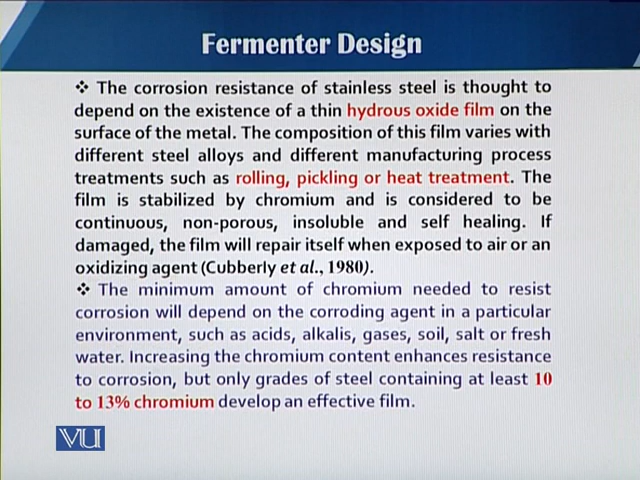 Fermenter Design
❖ The corrosion resistance of stainless steel is thought to
depend on the existence of a thin hydrous oxide film on the
surface of the metal. The composition of this film varies with
different steel alloys and different manufacturing process
treatments such as rolling, pickling or heat treatment. The
film is stabilized by chromium and is considered to be
continuous, non-porous, insoluble and self healing. If
damaged, the film will repair itself when exposed to air or an
oxidizing agent (Cubberly et al., 1980).
❖ The minimum amount of chromium needed to resist
corrosion will depend on the corroding agent in a particular
environment, such as acids, alkalis, gases, soil, salt or fresh
water. Increasing the chromium content enhances resistance
to corrosion, but only grades of steel containing at least 10
to 13% chromium develop an effective film.
VU